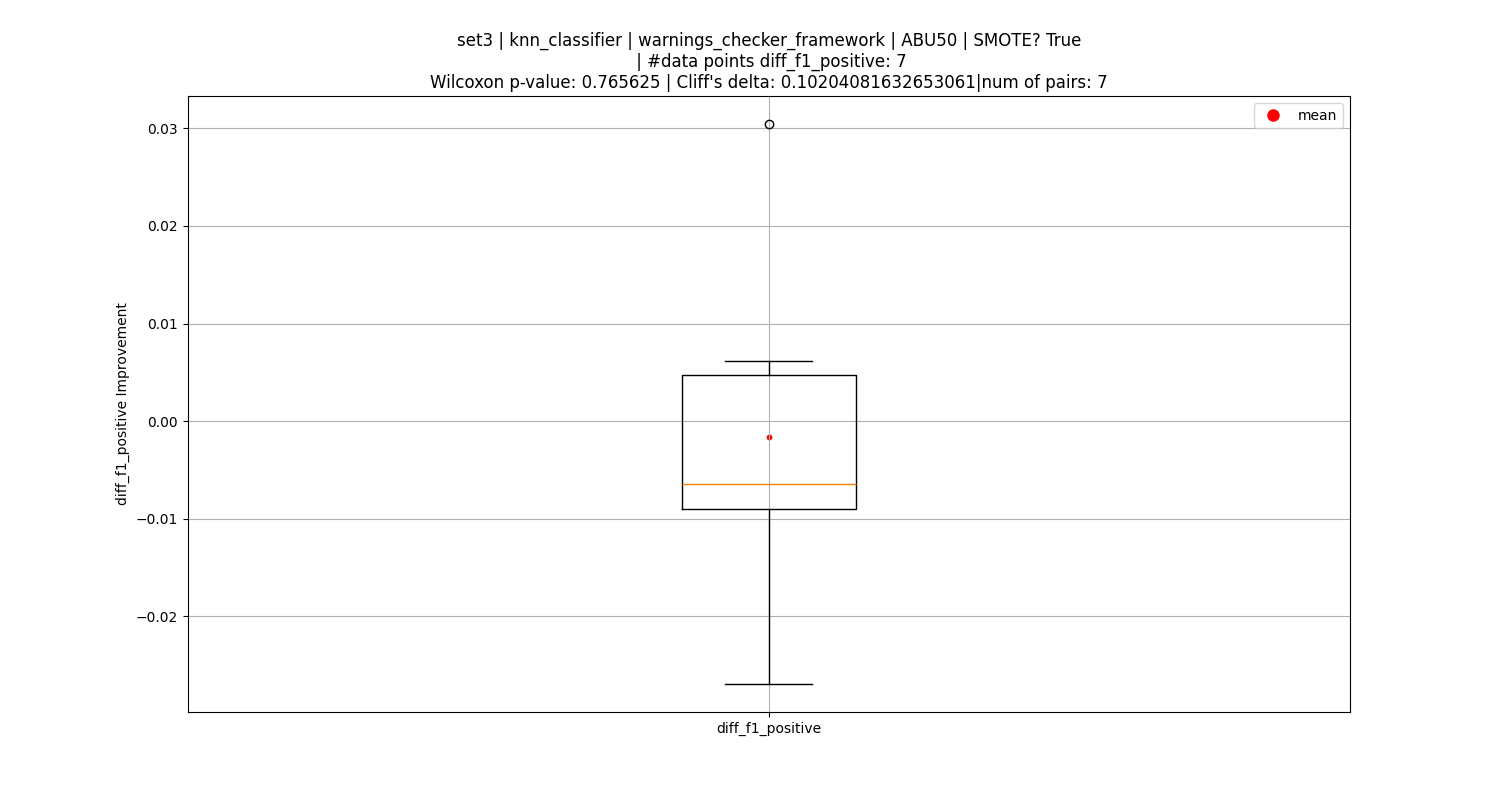 set3 | knn_classifier | warnings_checker_framework | ABU50 | SMOTE? True
| #data points diff_f1_positive: 7
Wilcoxon p-value: 0.765625 | Cliff's delta: 0.10204081632653061|num of pairs: 7
mean
0.03
0.02
0.01
0.00
−0.01
−0.02
diff_f1_positive Improvement
diff_f1_positive